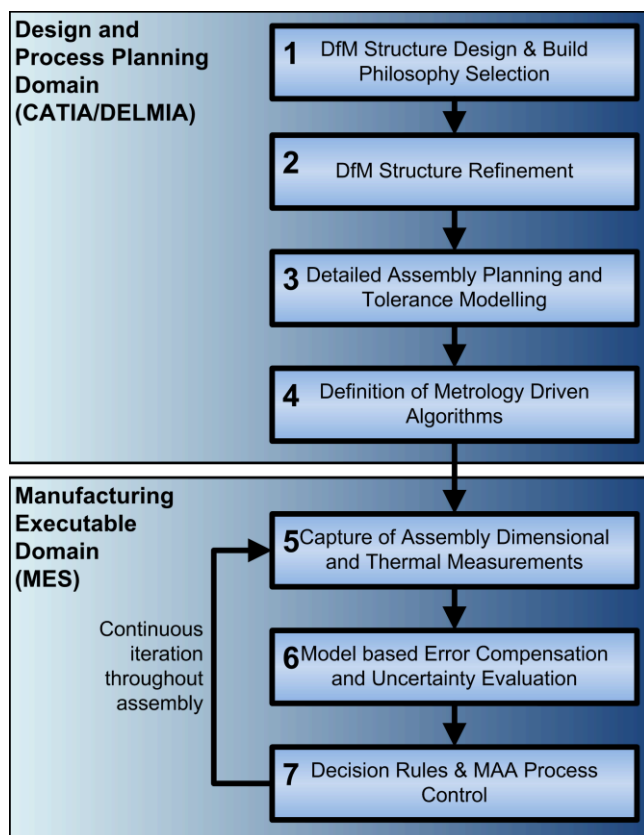 Design and
Process Planning
Domain
(CATIA/DELMIA)
1 DfM Structure Design & Build
Philosophy Selection
2 DfM Structure Refinement
3 Detailed Assembly Planning and
Tolerance Modelling
4 Definition of Metrology Driven
Algorithms
Manufacturing
Executable
Domain
(MES)
5 Capture of Assembly Dimensional
and Thermal Measurements
Continuous
iteration
throughout
assembly
6 Model based Error Compensation
and Uncertainty Evaluation
7 Decision Rules & MAA Process
Control